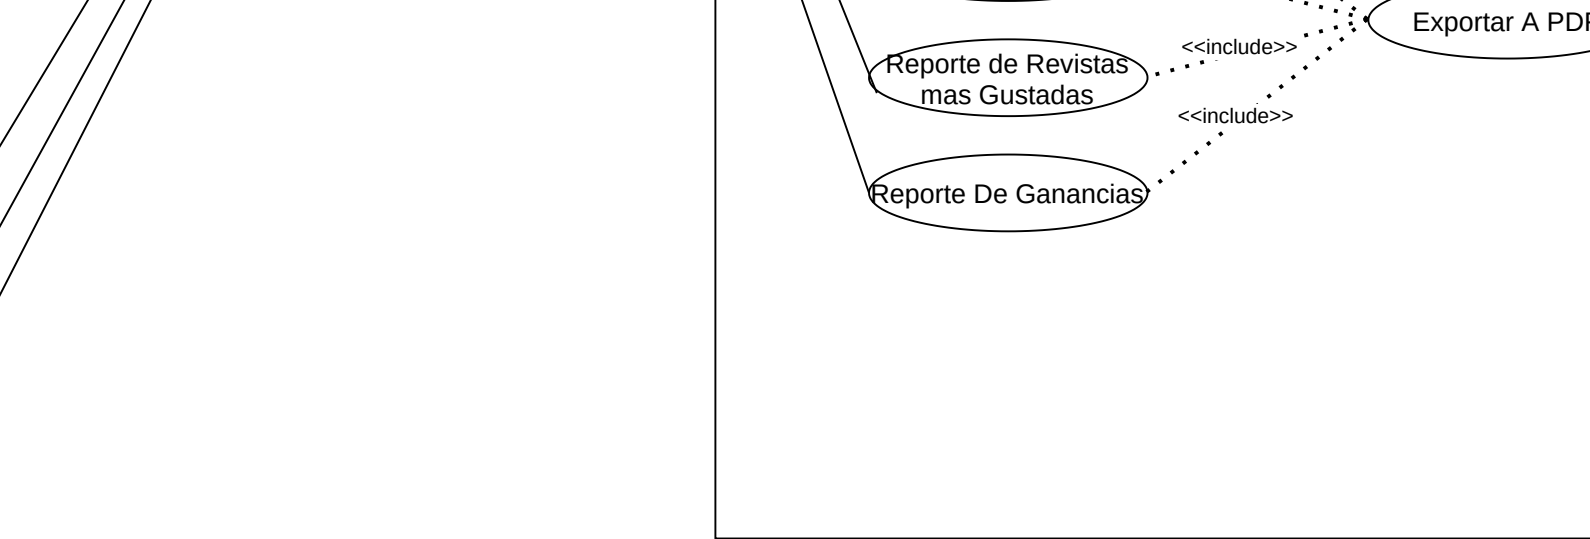 Exportar A PDF
<<include>>
Reporte de Revistas
mas Gustadas
<<include>>
Reporte De Ganancias